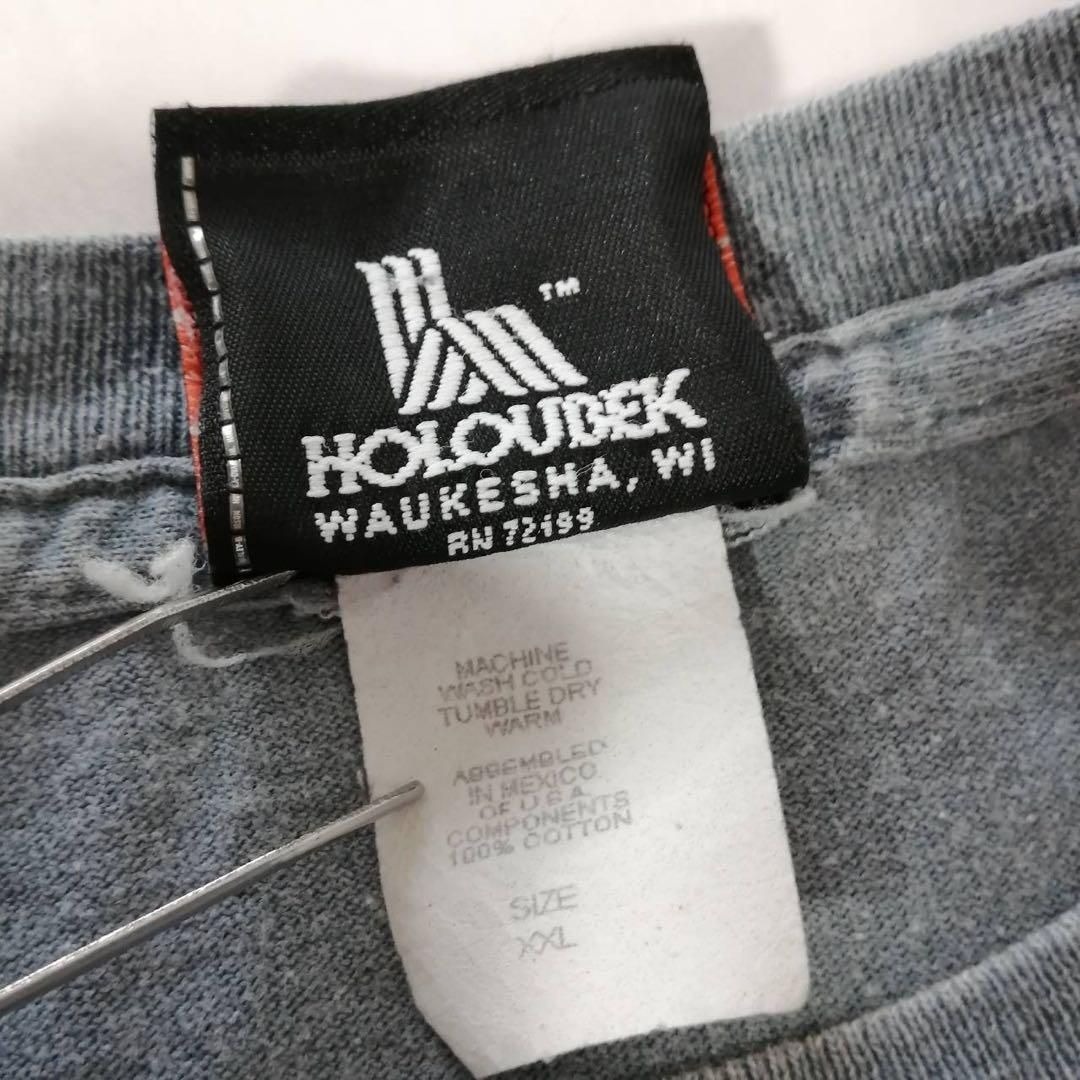 TM
HOLOUBEK
WAUKESHA, WI
RN 72199
MACHINE
WASH COLD
TUMBLE DRY
WARM
ASSEMBLED
IN MEXICO
OF U.S.A.
COMPONENTS
100% COTTON
SIZE
XXL